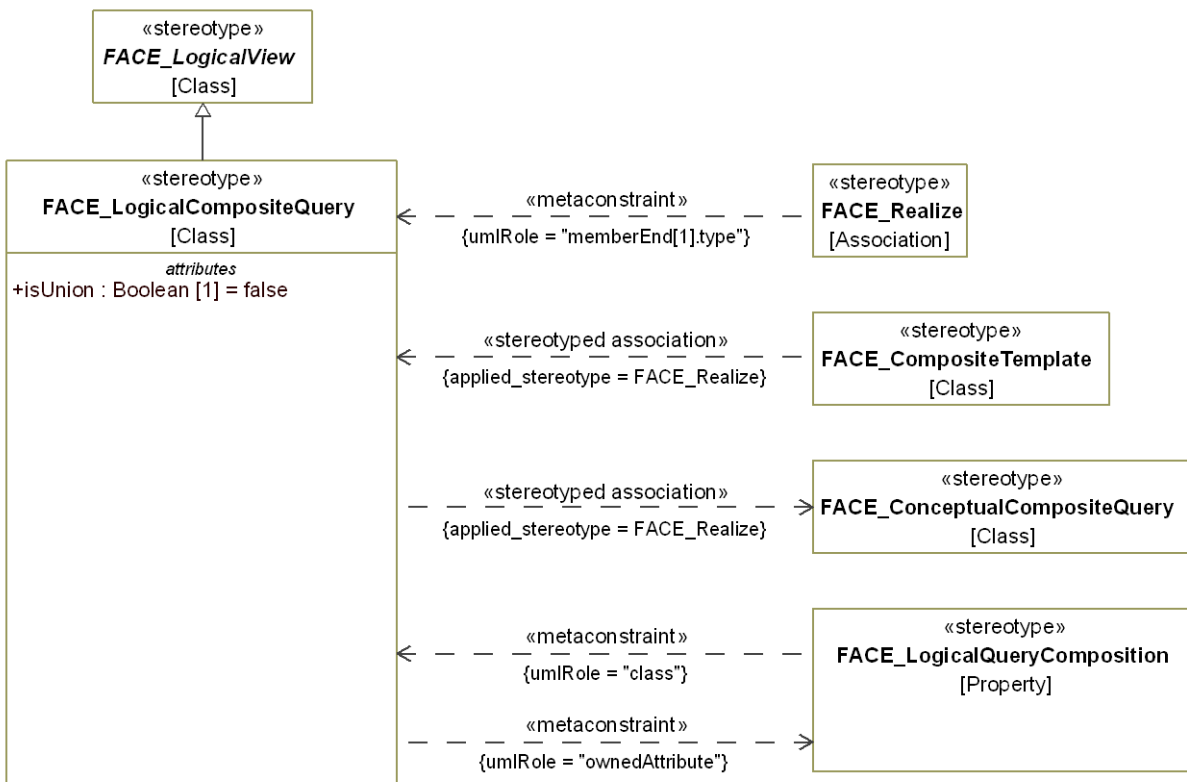 «stereotype»
FACE_LogicalView
[Class]
«stereotype»
FACE_LogicalCompositeQuery
[Class]
attributes
+isUnion : Boolean [1] = false
«metaconstraint»
{umlRole = "memberEnd[1].type"}
«stereotype»
FACE_Realize
[Association]
«stereotyped association»
{applied_stereotype = FACE_Realize}
«stereotype»
FACE_CompositeTemplate
[Class]
«stereotyped association»
{applied_stereotype = FACE_Realize}
«stereotype»
FACE_ConceptualCompositeQuery
[Class]
«metaconstraint»
{umlRole = "class"}
«stereotype»
FACE_LogicalQueryComposition
[Property]
«metaconstraint»
{umlRole = "ownedAttribute"}